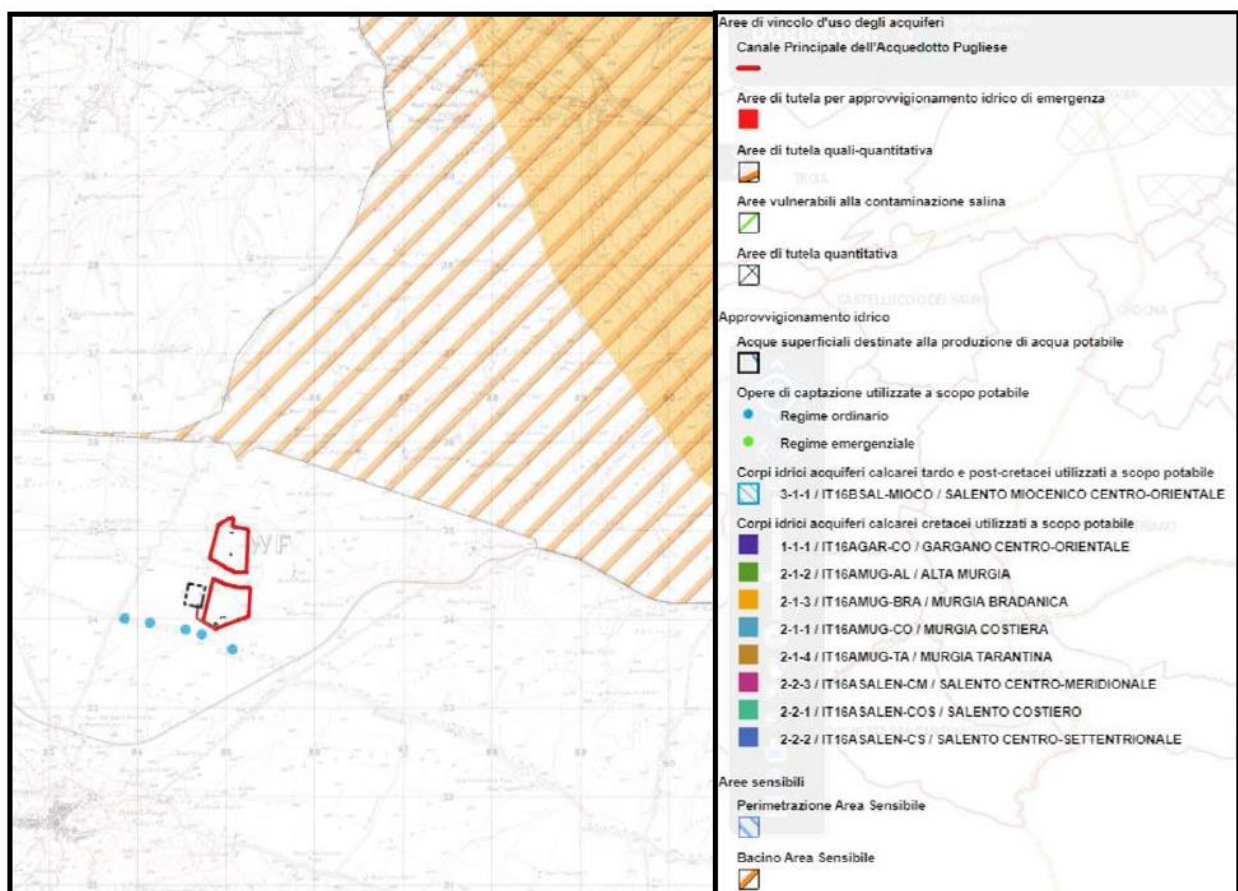 Aree di vincolo d'uso degli acquiferi
Canale Principale dell'Acquedotto Pugliese
Aree di tutela per approvvigionamento idrico di emergenza
Aree di tutela quali-quantitativa
Aree vulnerabili alla contaminazione salina
Aree di tutela quantitativa
Approvvigionamento idrico
Acque superficiali destinate alla produzione di acqua potabile
Opere di captazione utilizzate a scopo potabile
Regime ordinario
Regime emergenziale
Corpi idrici acquiferi calcarei tardo e post-cretacei utilizzati a scopo potabile
3-1-1 / IT16BSAL-MIOCO / SALENTO MIOCENICO CENTRO-ORIENTALE
Corpi idrici acquiferi calcarei cretacei utilizzati a scopo potabile
1-1-1 / IT16AGAR-CO / GARGANO CENTRO-ORIENTALE
2-1-2 / IT16AMUG-AL / ALTA MURGIA
2-1-3 / IT16AMUG-BRA / MURGIA BRADANICA
2-1-1 / IT16AMUG-CO / MURGIA COSTIERA
2-1-4 / IT16AMUG-TA / MURGIA TARANTINA
2-2-3 / IT16ASALEN-CM / SALENTO CENTRO-MERIDIONALE
2-2-1 / IT16ASALEN-COS / SALENTO COSTIERO
2-2-2 / IT16ASALEN-CS / SALENTO CENTRO-SETTENTRIONALE
Aree sensibili
Perimetrazione Area Sensibile
Bacino Area Sensibile